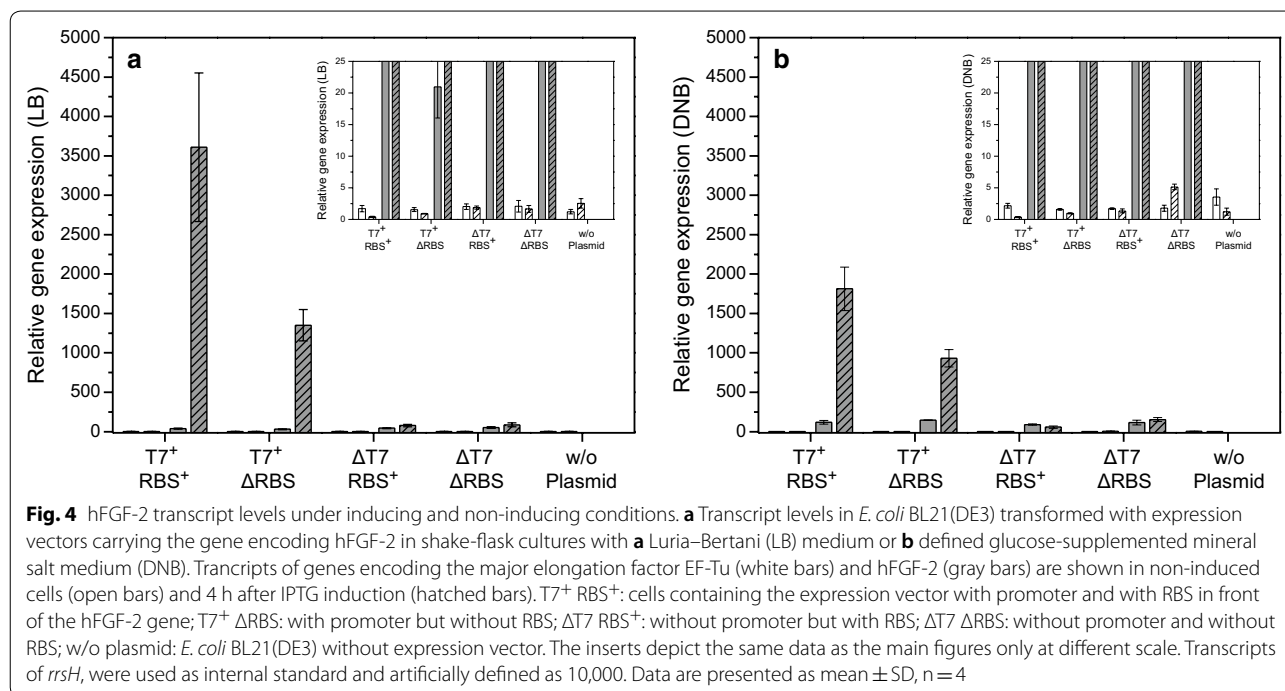 a
Relative gene expression (LB)
5000
4500
4000
3500
3000
2500
2000
1500
1000
500
0
T7⁺ RBS⁺
T7⁺ ΔRBS
ΔT7 RBS⁺
ΔT7 ΔRBS
w/o Plasmid
Relative gene expression (LB)
25
20
15
10
5
0
T7⁺ RBS⁺
T7⁺ ΔRBS
ΔT7 RBS⁺
ΔT7 ΔRBS
w/o Plasmid
b
Relative gene expression (DNB)
5000
4500
4000
3500
3000
2500
2000
1500
1000
500
0
T7⁺ RBS⁺
T7⁺ ΔRBS
ΔT7 RBS⁺
ΔT7 ΔRBS
w/o Plasmid
Relative gene expression (DNB)
25
20
15
10
5
0
T7⁺ RBS⁺
T7⁺ ΔRBS
ΔT7 RBS⁺
ΔT7 ΔRBS
w/o Plasmid
Fig. 4 hFGF-2 transcript levels under inducing and non-inducing conditions. a Transcript levels in E. coli BL21(DE3) transformed with expression
vectors carrying the gene encoding hFGF-2 in shake-flask cultures with a Luria–Bertani (LB) medium or b defined glucose-supplemented mineral
salt medium (DNB). Trancripts of genes encoding the major elongation factor EF-Tu (white bars) and hFGF-2 (gray bars) are shown in non-induced
cells (open bars) and 4 h after IPTG induction (hatched bars). T7⁺ RBS⁺: cells containing the expression vector with promoter and with RBS in front
of the hFGF-2 gene; T7⁺ ΔRBS: with promoter but without RBS; ΔT7 RBS⁺: without promoter but with RBS; ΔT7 ΔRBS: without promoter and without
RBS; w/o plasmid: E. coli BL21(DE3) without expression vector. The inserts depict the same data as the main figures only at different scale. Transcripts
of rrsH, were used as internal standard and artificially defined as 10,000. Data are presented as mean ± SD, n = 4